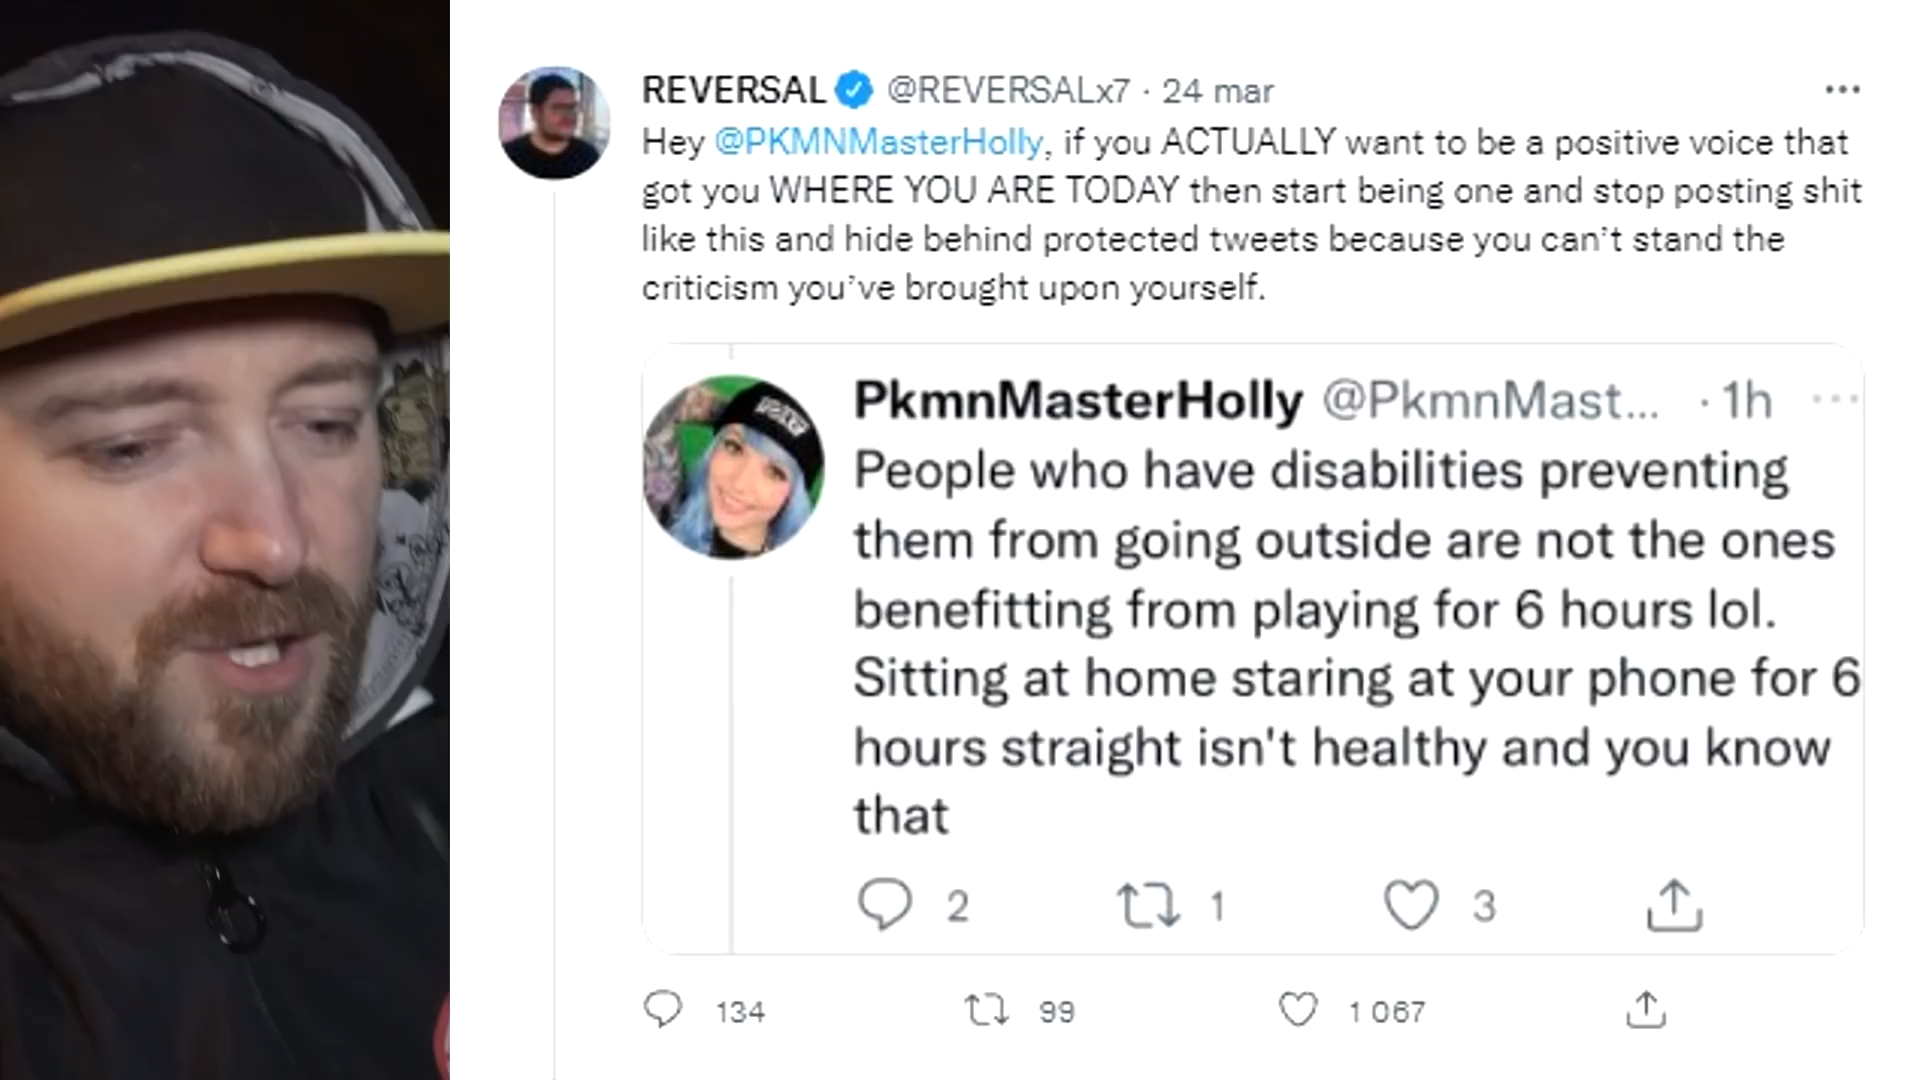 REVERSAL @REVERSALx7 · 24 mar
Hey @PKMNMasterHolly, if you ACTUALLY want to be a positive voice that
got you WHERE YOU ARE TODAY then start being one and stop posting shit
like this and hide behind protected tweets because you can't stand the
criticism you've brought upon yourself.
PkmnMasterHolly @PkmnMast... · 1h
People who have disabilities preventing
them from going outside are not the ones
benefitting from playing for 6 hours lol.
Sitting at home staring at your phone for 6
hours straight isn't healthy and you know
that
2 1 3
134 99 1 067